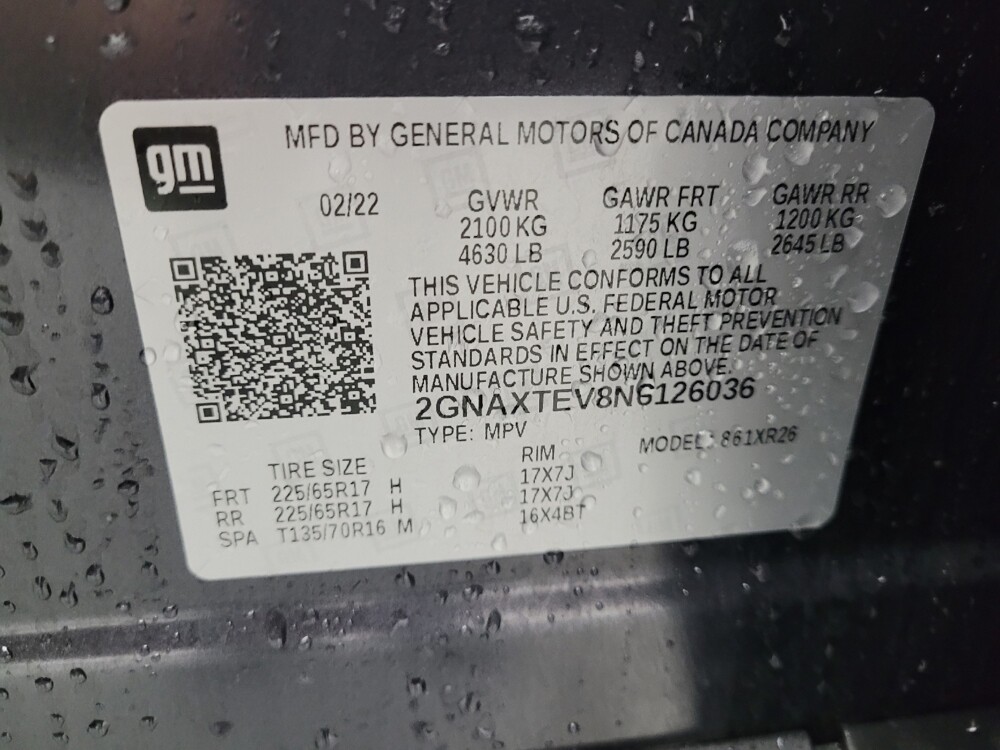 gm
MFD BY GENERAL MOTORS OF CANADA COMPANY
02/22
GVWR GAWR FRT GAWR RR
2100 KG 1175 KG 1200 KG
4630 LB 2590 LB 2645 LB
THIS VEHICLE CONFORMS TO ALL
APPLICABLE U.S. FEDERAL MOTOR
VEHICLE SAFETY AND THEFT PREVENTION
STANDARDS IN EFFECT ON THE DATE OF
MANUFACTURE SHOWN ABOVE.
2GNAXTEV8N6126036
TYPE: MPV MODEL: 861XR26
TIRE SIZE RIM
FRT 225/65R17 H 17X7J
RR 225/65R17 H 17X7J
SPA T135/70R16 M 16X4BT